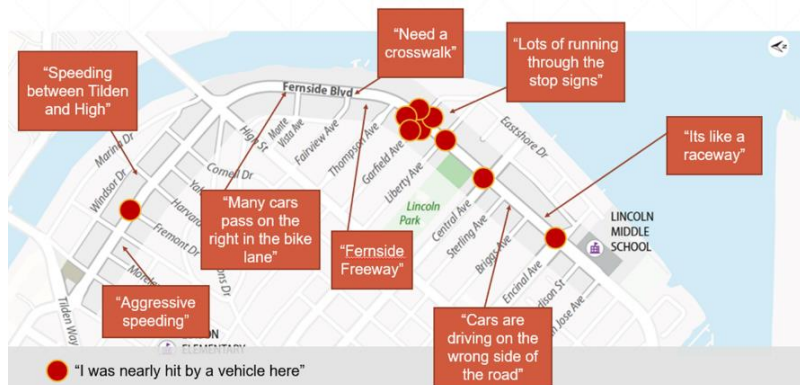 “Need a
crosswalk”
“Lots of running
through the
stop signs”
“Speeding
between Tilden
and High”
Fernside Blvd
“Its like a
raceway”
Marina Dr
Windsor Dr
High St
Monte
Vista Ave
Fairview Ave
Thompson Ave
Garfield Ave
Liberty Ave
Eastshore Dr
Cornell Dr
Harvard
Fremont Dr
“Many cars
pass on the
right in the bike
lane”
“Fernside
Freeway”
Lincoln
Park
Central Ave
Sterling Ave
Briggs Ave
Encinal Ave
LINCOLN
MIDDLE
SCHOOL
“Aggressive
speeding”
Tilden Way
“Cars are
driving on the
wrong side of
the road”
Jose Ave
ELEMENTARY
“I was nearly hit by a vehicle here”